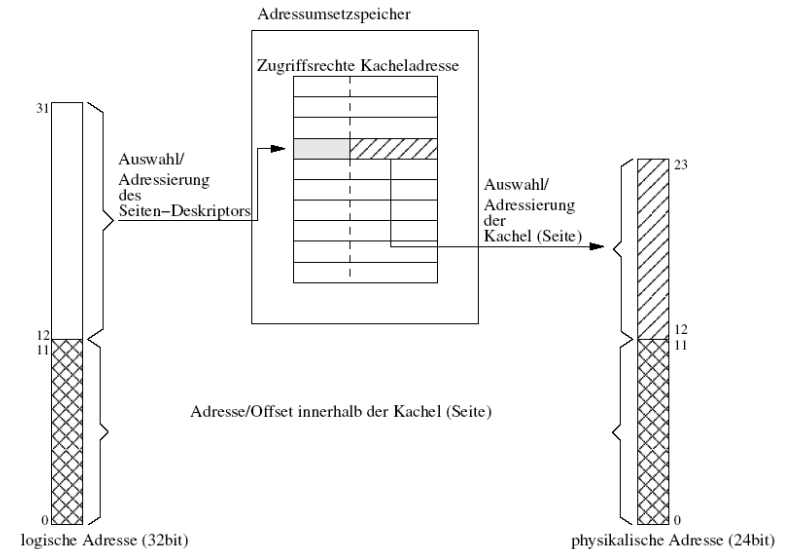 Adressumsetzspeicher
Zugriffsrechte Kacheladresse
31
Auswahl/
Adressierung
des
Seiten−Deskriptors
12
11
0
logische Adresse (32bit)
Auswahl/
Adressierung
der
Kachel (Seite)
Adresse/Offset innerhalb der Kachel (Seite)
23
12
11
0
physikalische Adresse (24bit)